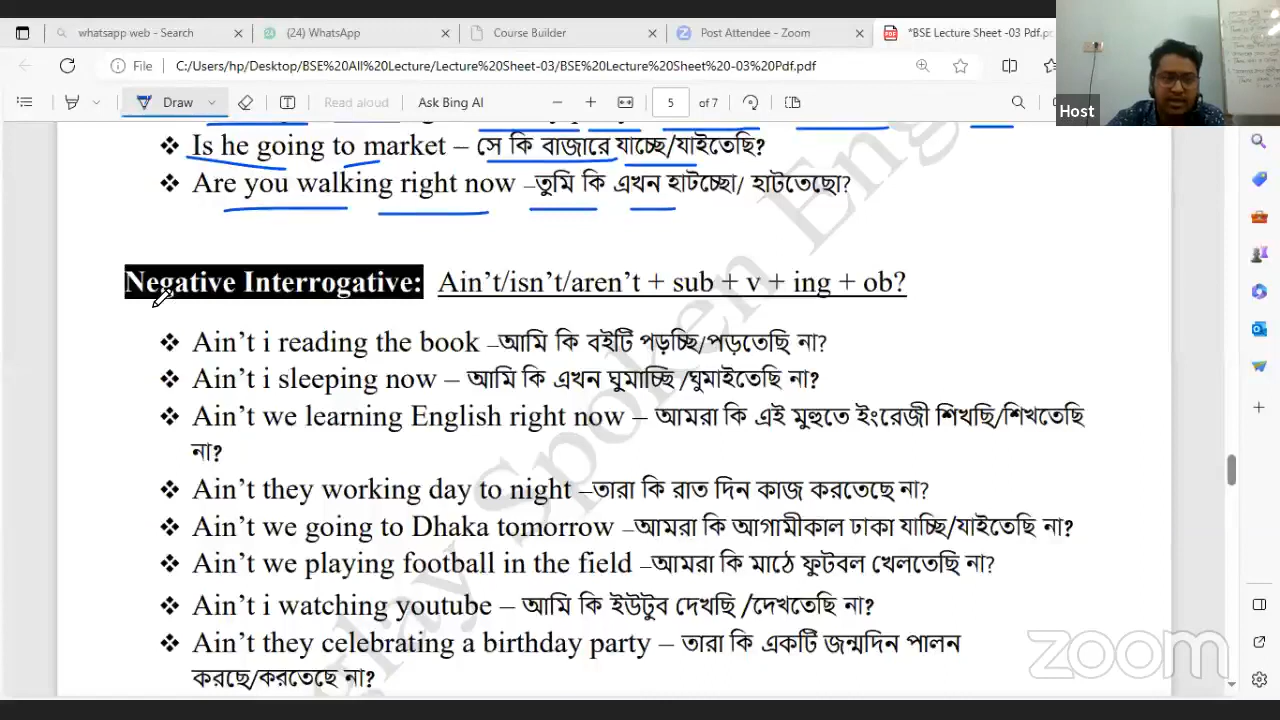 whatsapp web - Search
(24) WhatsApp
Course Builder
Post Attendee - Zoom
*BSE Lecture Sheet -03 Pdf.p
File
C:/Users/hp/Desktop/BSE%20All%20Lecture/Lecture%20Sheet-03/BSE%20Lecture%20Sheet%20-03%20Pdf.pdf
Draw
Read aloud
Ask Bing AI
5 of 7
Host
❖ Is he going to market – সে কি বাজারে যাচ্ছে/যাইতেছি?
❖ Are you walking right now –তুমি কি এখন হাটচ্ছো/ হাটতেছো?
Negative Interrogative: Ain't/isn't/aren't + sub + v + ing + ob?
❖ Ain't i reading the book –আমি কি বইটি পড়চ্ছি/পড়তেছি না?
❖ Ain't i sleeping now – আমি কি এখন ঘুমাচ্ছি /ঘুমাইতেছি না?
❖ Ain't we learning English right now – আমরা কি এই মুহুতে ইংরেজী শিখছি/শিখতেছি
না?
❖ Ain't they working day to night –তারা কি রাত দিন কাজ করতেছে না?
❖ Ain't we going to Dhaka tomorrow –আমরা কি আগামীকাল ঢাকা যাচ্ছি/যাইতেছি না?
❖ Ain't we playing football in the field –আমরা কি মাঠে ফুটবল খেলতেছি না?
❖ Ain't i watching youtube – আমি কি ইউটুব দেখছি /দেখতেছি না?
❖ Ain't they celebrating a birthday party – তারা কি একটি জন্মদিন পালন
করছে/করতেছে না?
zoom